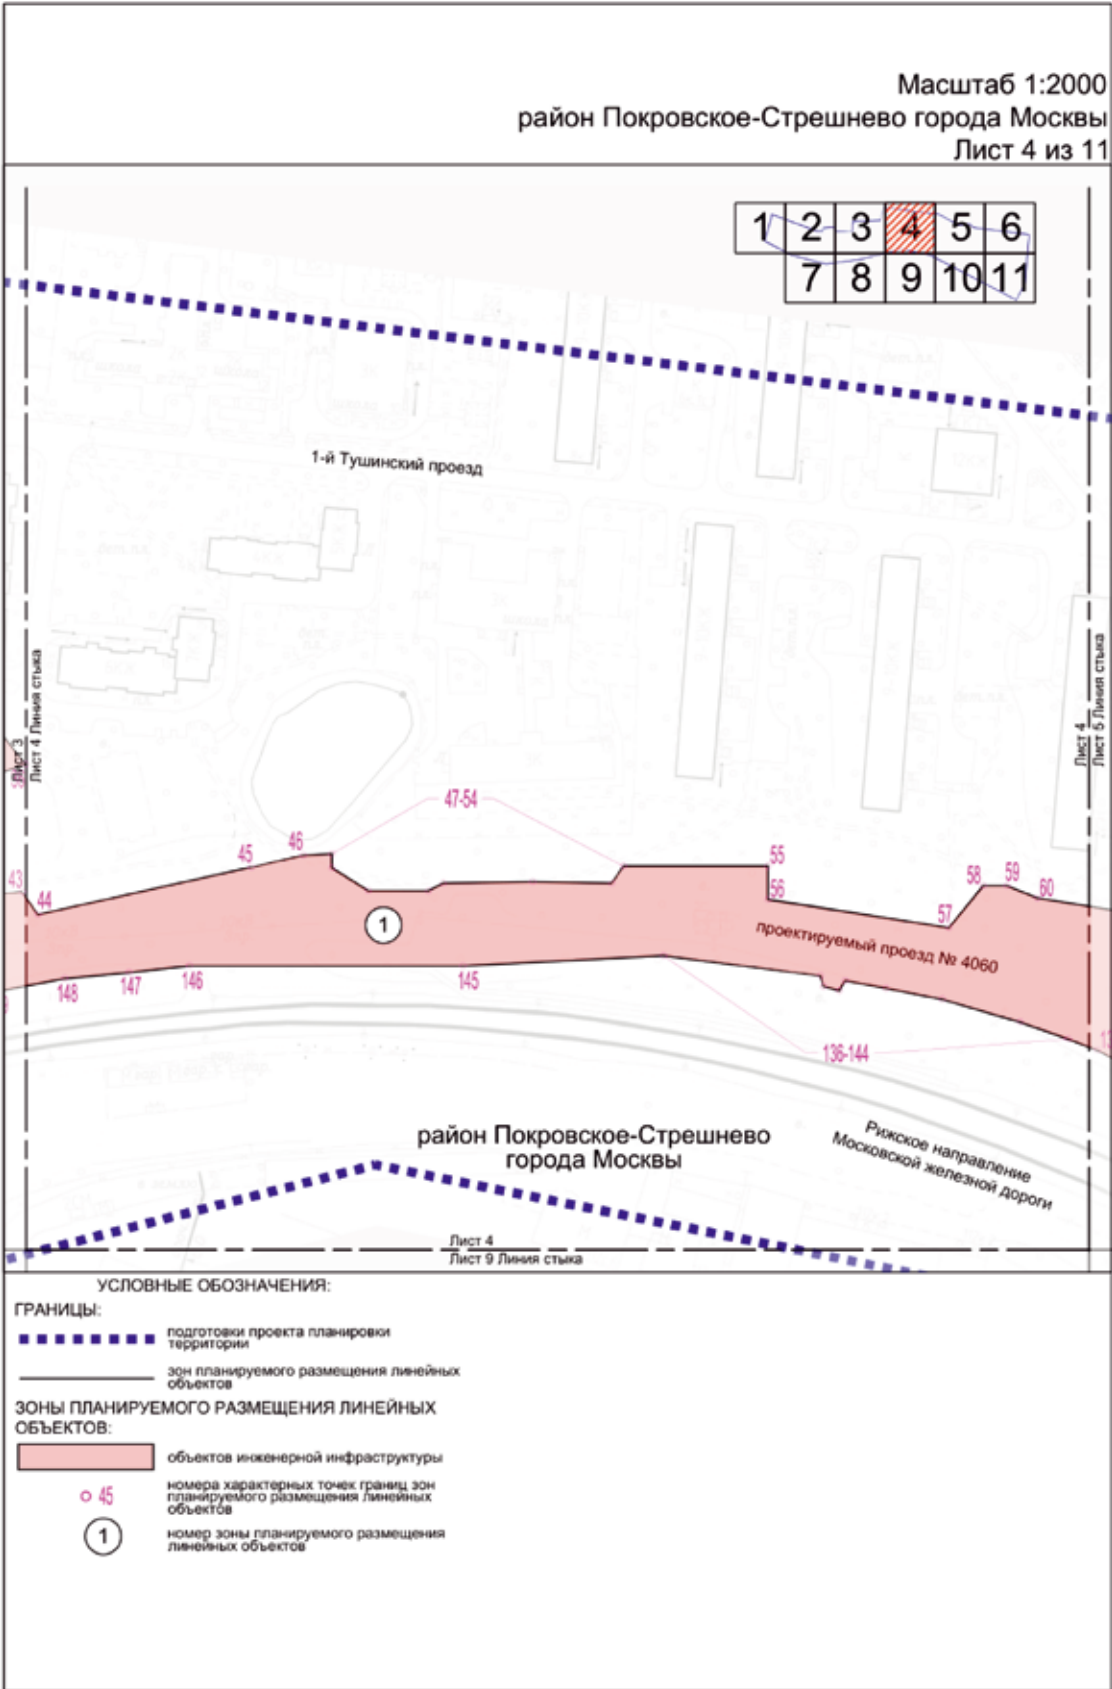 Масштаб 1:2000
район Покровское-Стрешнево города Москвы
Лист 4 из 11
1 2 3 4 5 6
7 8 9 10 11
1-й Тушинский проезд
Лист 3
Лист 4 Линия стыка
Лист 4
Лист 5 Линия стыка
47-54
46
45
43
44
55
56
57
58
59
60
1
проектируемый проезд № 4060
148
147
146
145
136-144
район Покровское-Стрешнево
города Москвы
Рижское направление
Московской железной дороги
Лист 4
Лист 9 Линия стыка
УСЛОВНЫЕ ОБОЗНАЧЕНИЯ:
ГРАНИЦЫ:
подготовки проекта планировки
территории
зон планируемого размещения линейных
объектов
ЗОНЫ ПЛАНИРУЕМОГО РАЗМЕЩЕНИЯ ЛИНЕЙНЫХ
ОБЪЕКТОВ:
объектов инженерной инфраструктуры
45
номера характерных точек границ зон
планируемого размещения линейных
объектов
1
номер зоны планируемого размещения
линейных объектов